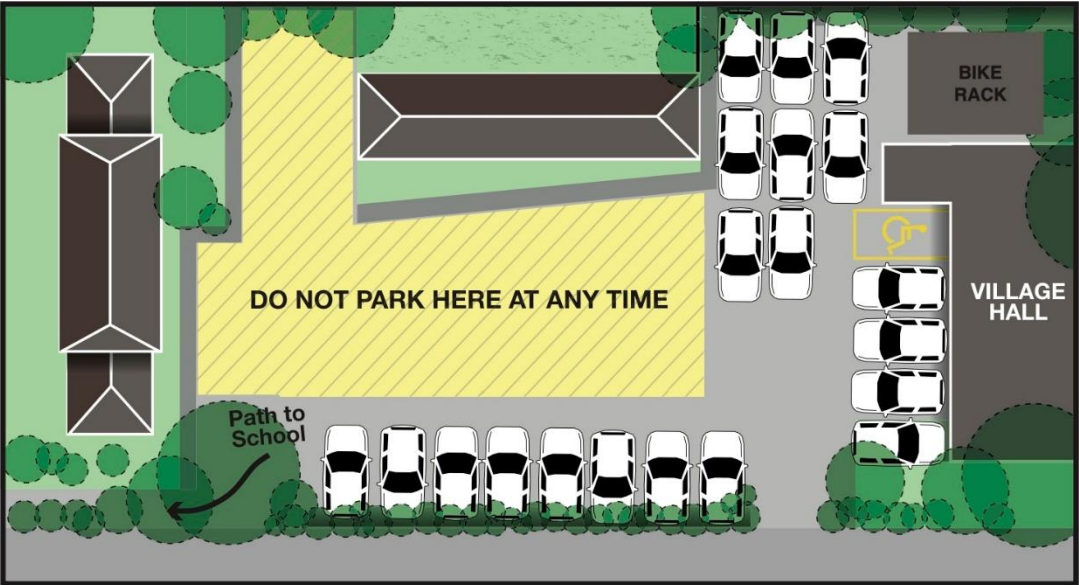 BIKE
RACK
DO NOT PARK HERE AT ANY TIME
VILLAGE
HALL
Path to
School